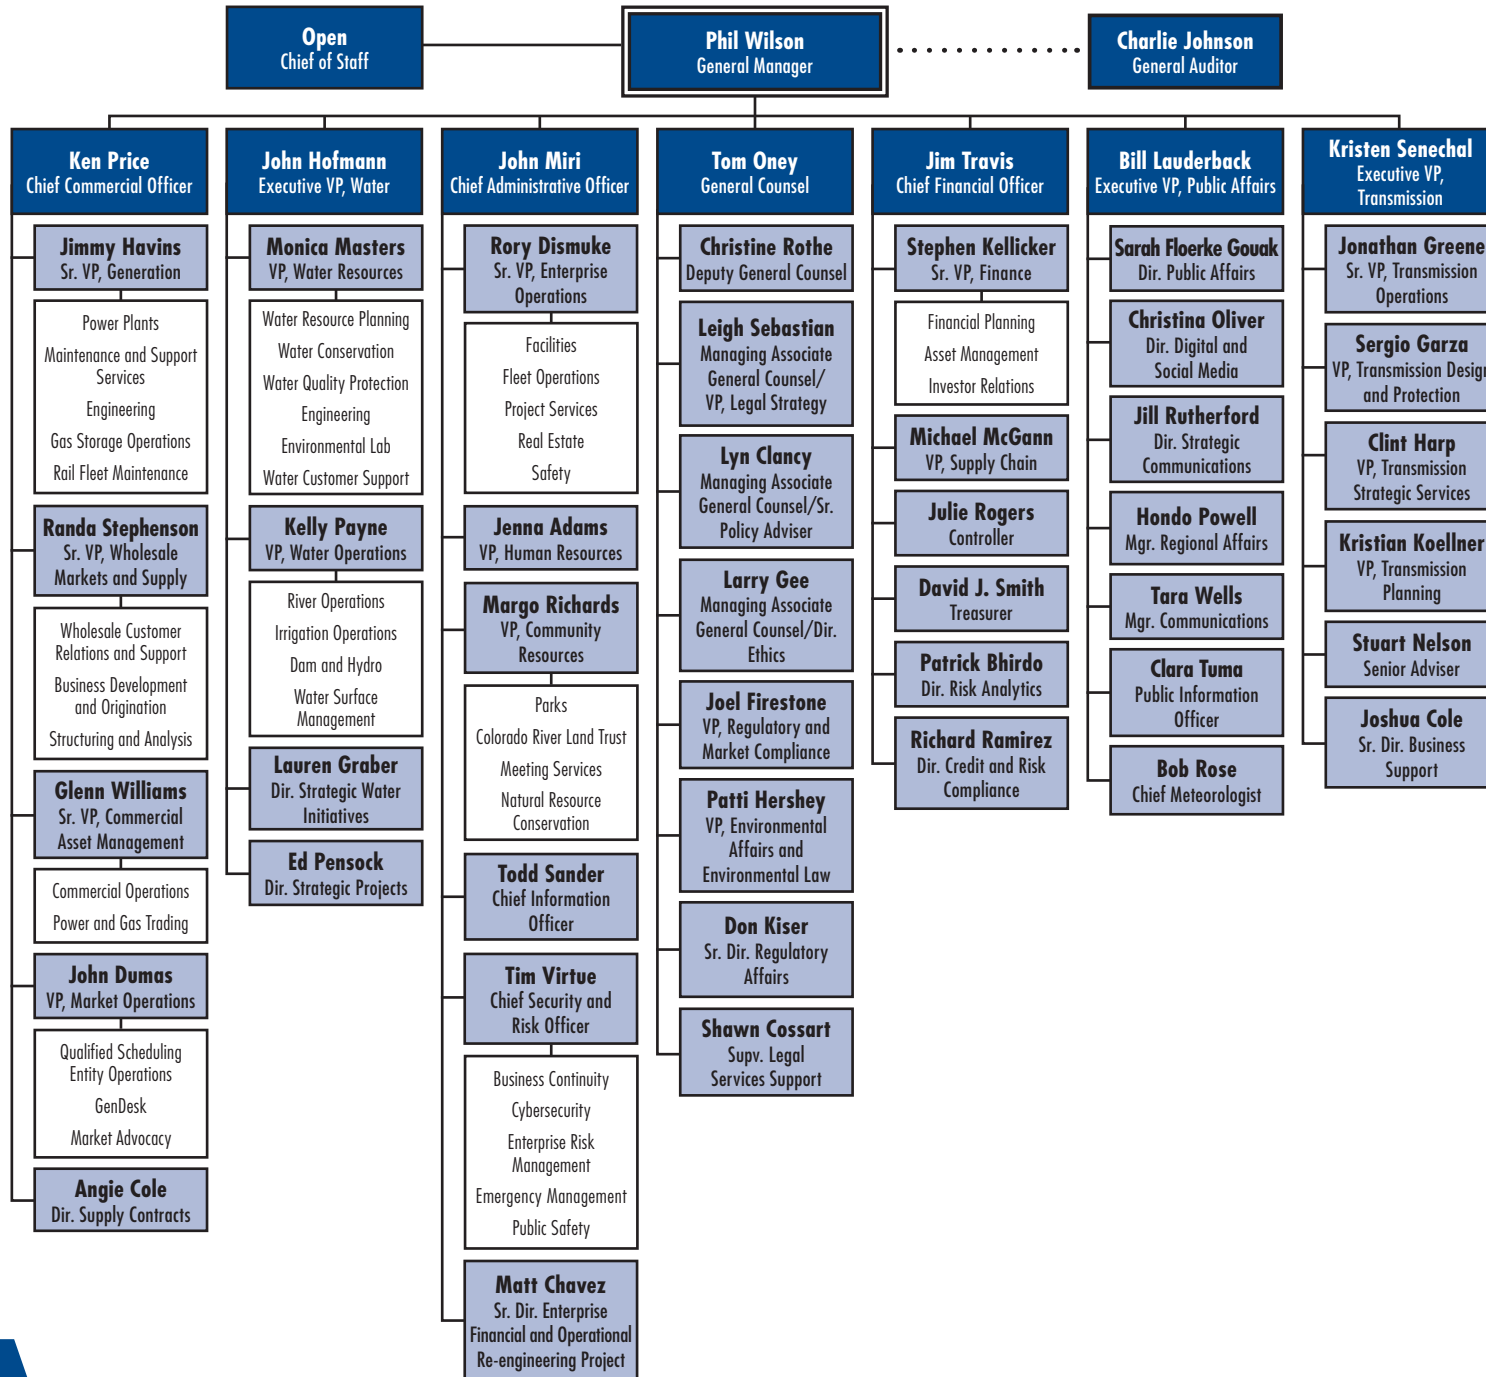 Open
Chief of Staff
Phil Wilson
General Manager
Charlie Johnson
General Auditor
Ken Price
Chief Commercial Officer
Jimmy Havins
Sr. VP, Generation
Power Plants
Maintenance and Support
Services
Engineering
Gas Storage Operations
Rail Fleet Maintenance
Randa Stephenson
Sr. VP, Wholesale
Markets and Supply
Wholesale Customer
Relations and Support
Business Development
and Origination
Structuring and Analysis
Glenn Williams
Sr. VP, Commercial
Asset Management
Commercial Operations
Power and Gas Trading
John Dumas
VP, Market Operations
Qualified Scheduling
Entity Operations
GenDesk
Market Advocacy
Angie Cole
Dir. Supply Contracts
John Hofmann
Executive VP, Water
Monica Masters
VP, Water Resources
Water Resource Planning
Water Conservation
Water Quality Protection
Engineering
Environmental Lab
Water Customer Support
Kelly Payne
VP, Water Operations
River Operations
Irrigation Operations
Dam and Hydro
Water Surface
Management
Lauren Graber
Dir. Strategic Water
Initiatives
Ed Pensock
Dir. Strategic Projects
John Miri
Chief Administrative Officer
Rory Dismuke
Sr. VP, Enterprise
Operations
Facilities
Fleet Operations
Project Services
Real Estate
Safety
Jenna Adams
VP, Human Resources
Margo Richards
VP, Community
Resources
Parks
Colorado River Land Trust
Meeting Services
Natural Resource
Conservation
Todd Sander
Chief Information
Officer
Tim Virtue
Chief Security and
Risk Officer
Business Continuity
Cybersecurity
Enterprise Risk
Management
Emergency Management
Public Safety
Matt Chavez
Sr. Dir. Enterprise
Financial and Operational
Re-engineering Project
Tom Oney
General Counsel
Christine Rothe
Deputy General Counsel
Leigh Sebastian
Managing Associate
General Counsel/
VP, Legal Strategy
Lyn Clancy
Managing Associate
General Counsel/Sr.
Policy Adviser
Larry Gee
Managing Associate
General Counsel/Dir.
Ethics
Joel Firestone
VP, Regulatory and
Market Compliance
Patti Hershey
VP, Environmental
Affairs and
Environmental Law
Don Kiser
Sr. Dir. Regulatory
Affairs
Shawn Cossart
Supv. Legal
Services Support
Jim Travis
Chief Financial Officer
Stephen Kellicker
Sr. VP, Finance
Financial Planning
Asset Management
Investor Relations
Michael McGann
VP, Supply Chain
Julie Rogers
Controller
David J. Smith
Treasurer
Patrick Bhirdo
Dir. Risk Analytics
Richard Ramirez
Dir. Credit and Risk
Compliance
Bill Lauderback
Executive VP, Public Affairs
Sarah Floerke Gouak
Dir. Public Affairs
Christina Oliver
Dir. Digital and
Social Media
Jill Rutherford
Dir. Strategic
Communications
Hondo Powell
Mgr. Regional Affairs
Tara Wells
Mgr. Communications
Clara Tuma
Public Information
Officer
Bob Rose
Chief Meteorologist
Kristen Senechal
Executive VP,
Transmission
Jonathan Greene
Sr. VP, Transmission
Operations
Sergio Garza
VP, Transmission Design
and Protection
Clint Harp
VP, Transmission
Strategic Services
Kristian Koellner
VP, Transmission
Planning
Stuart Nelson
Senior Adviser
Joshua Cole
Sr. Dir. Business
Support